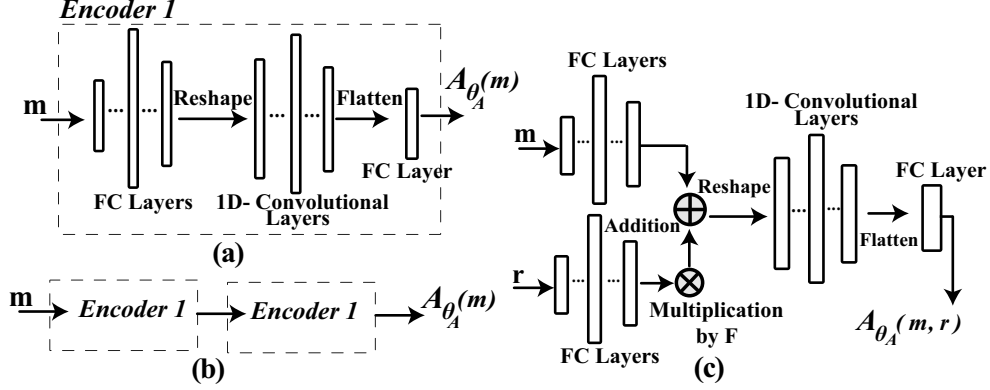 Encoder 1
m
...
...
Reshape
...
...
Flatten
A_{θ_A}(m)
FC Layers
1D- Convolutional
Layers
FC Layer
(a)
m
Encoder 1
Encoder 1
A_{θ_A}(m)
(b)
FC Layers
m
...
...
r
...
...
FC Layers
Addition
Multiplication
by F
Reshape
1D- Convolutional
Layers
...
...
Flatten
FC Layer
A_{θ_A}(m, r)
(c)